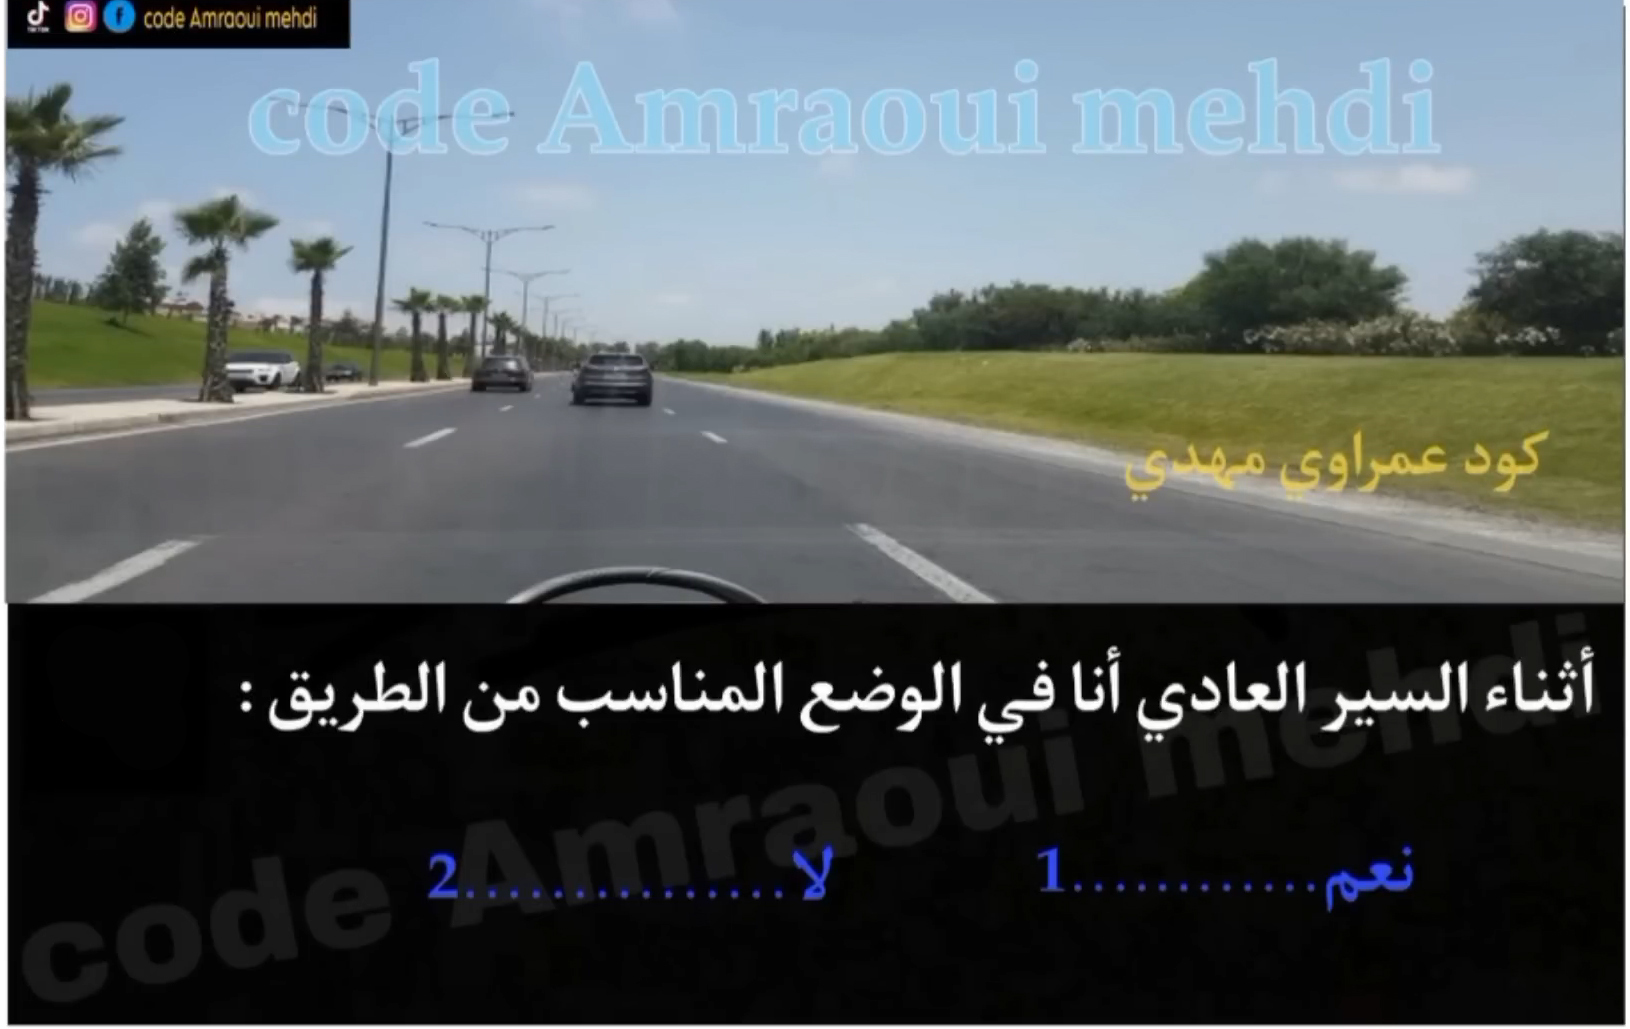 code Amraoui mehdi
code Amraoui mehdi
كود عمراوي مهدي
أثناء السير العادي أنا في الوضع المناسب من الطريق :
نعم............1 لا................2
code Amraoui mehdi